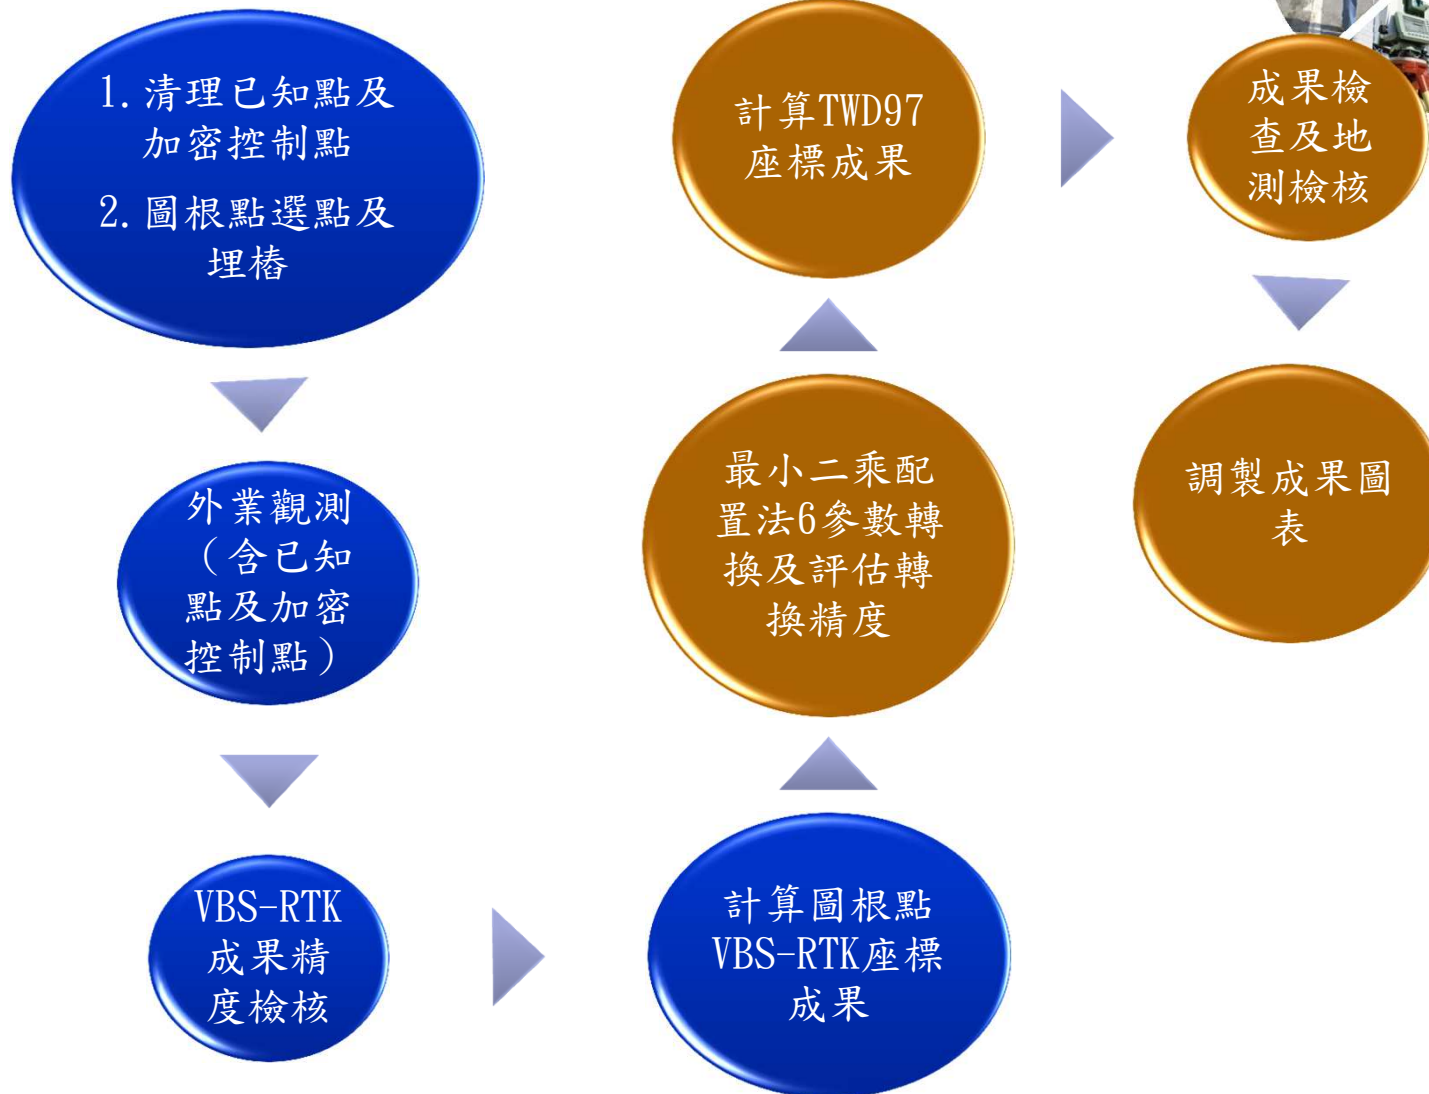 1.清理已知點及
加密控制點
2.圖根點選點及
埋樁
外業觀測
（含已知
點及加密
控制點）
VBS-RTK
成果精
度檢核
計算圖根點
VBS-RTK座標
成果
最小二乘配
置法6參數轉
換及評估轉
換精度
計算TWD97
座標成果
成果檢
查及地
測檢核
調製成果圖
表